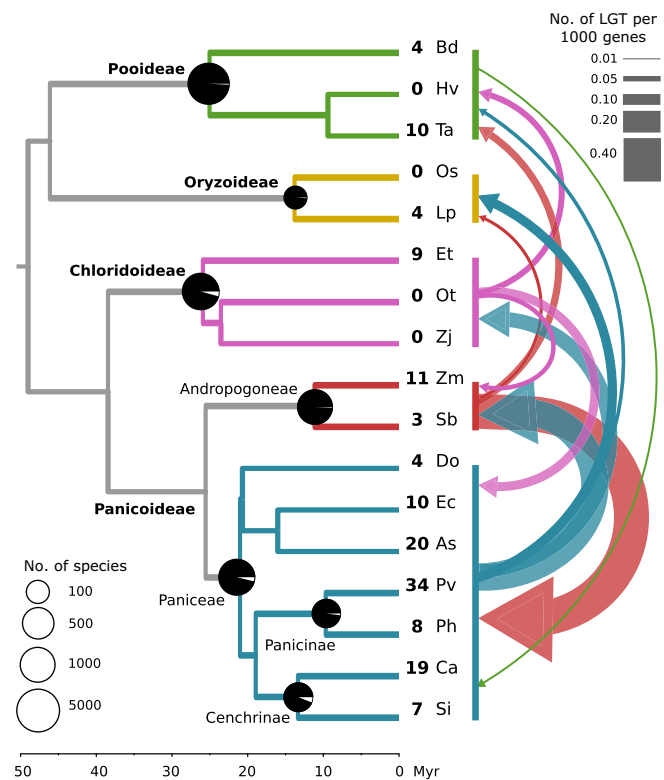 No. of LGT per
1000 genes
0.01
0.05
0.10
0.20
0.40
4 Bd
Pooideae
0 Hv
10 Ta
0 Os
Oryzoideae
4 Lp
9 Et
Chloridoideae
0 Ot
0 Zj
11 Zm
Andropogoneae
3 Sb
4 Do
10 Ec
Panicoideae
20 As
No. of species
100
500
1000
5000
34 Pv
Paniceae
8 Ph
Panicinae
19 Ca
7 Si
Cenchrinae
50 40 30 20 10 0 Myr